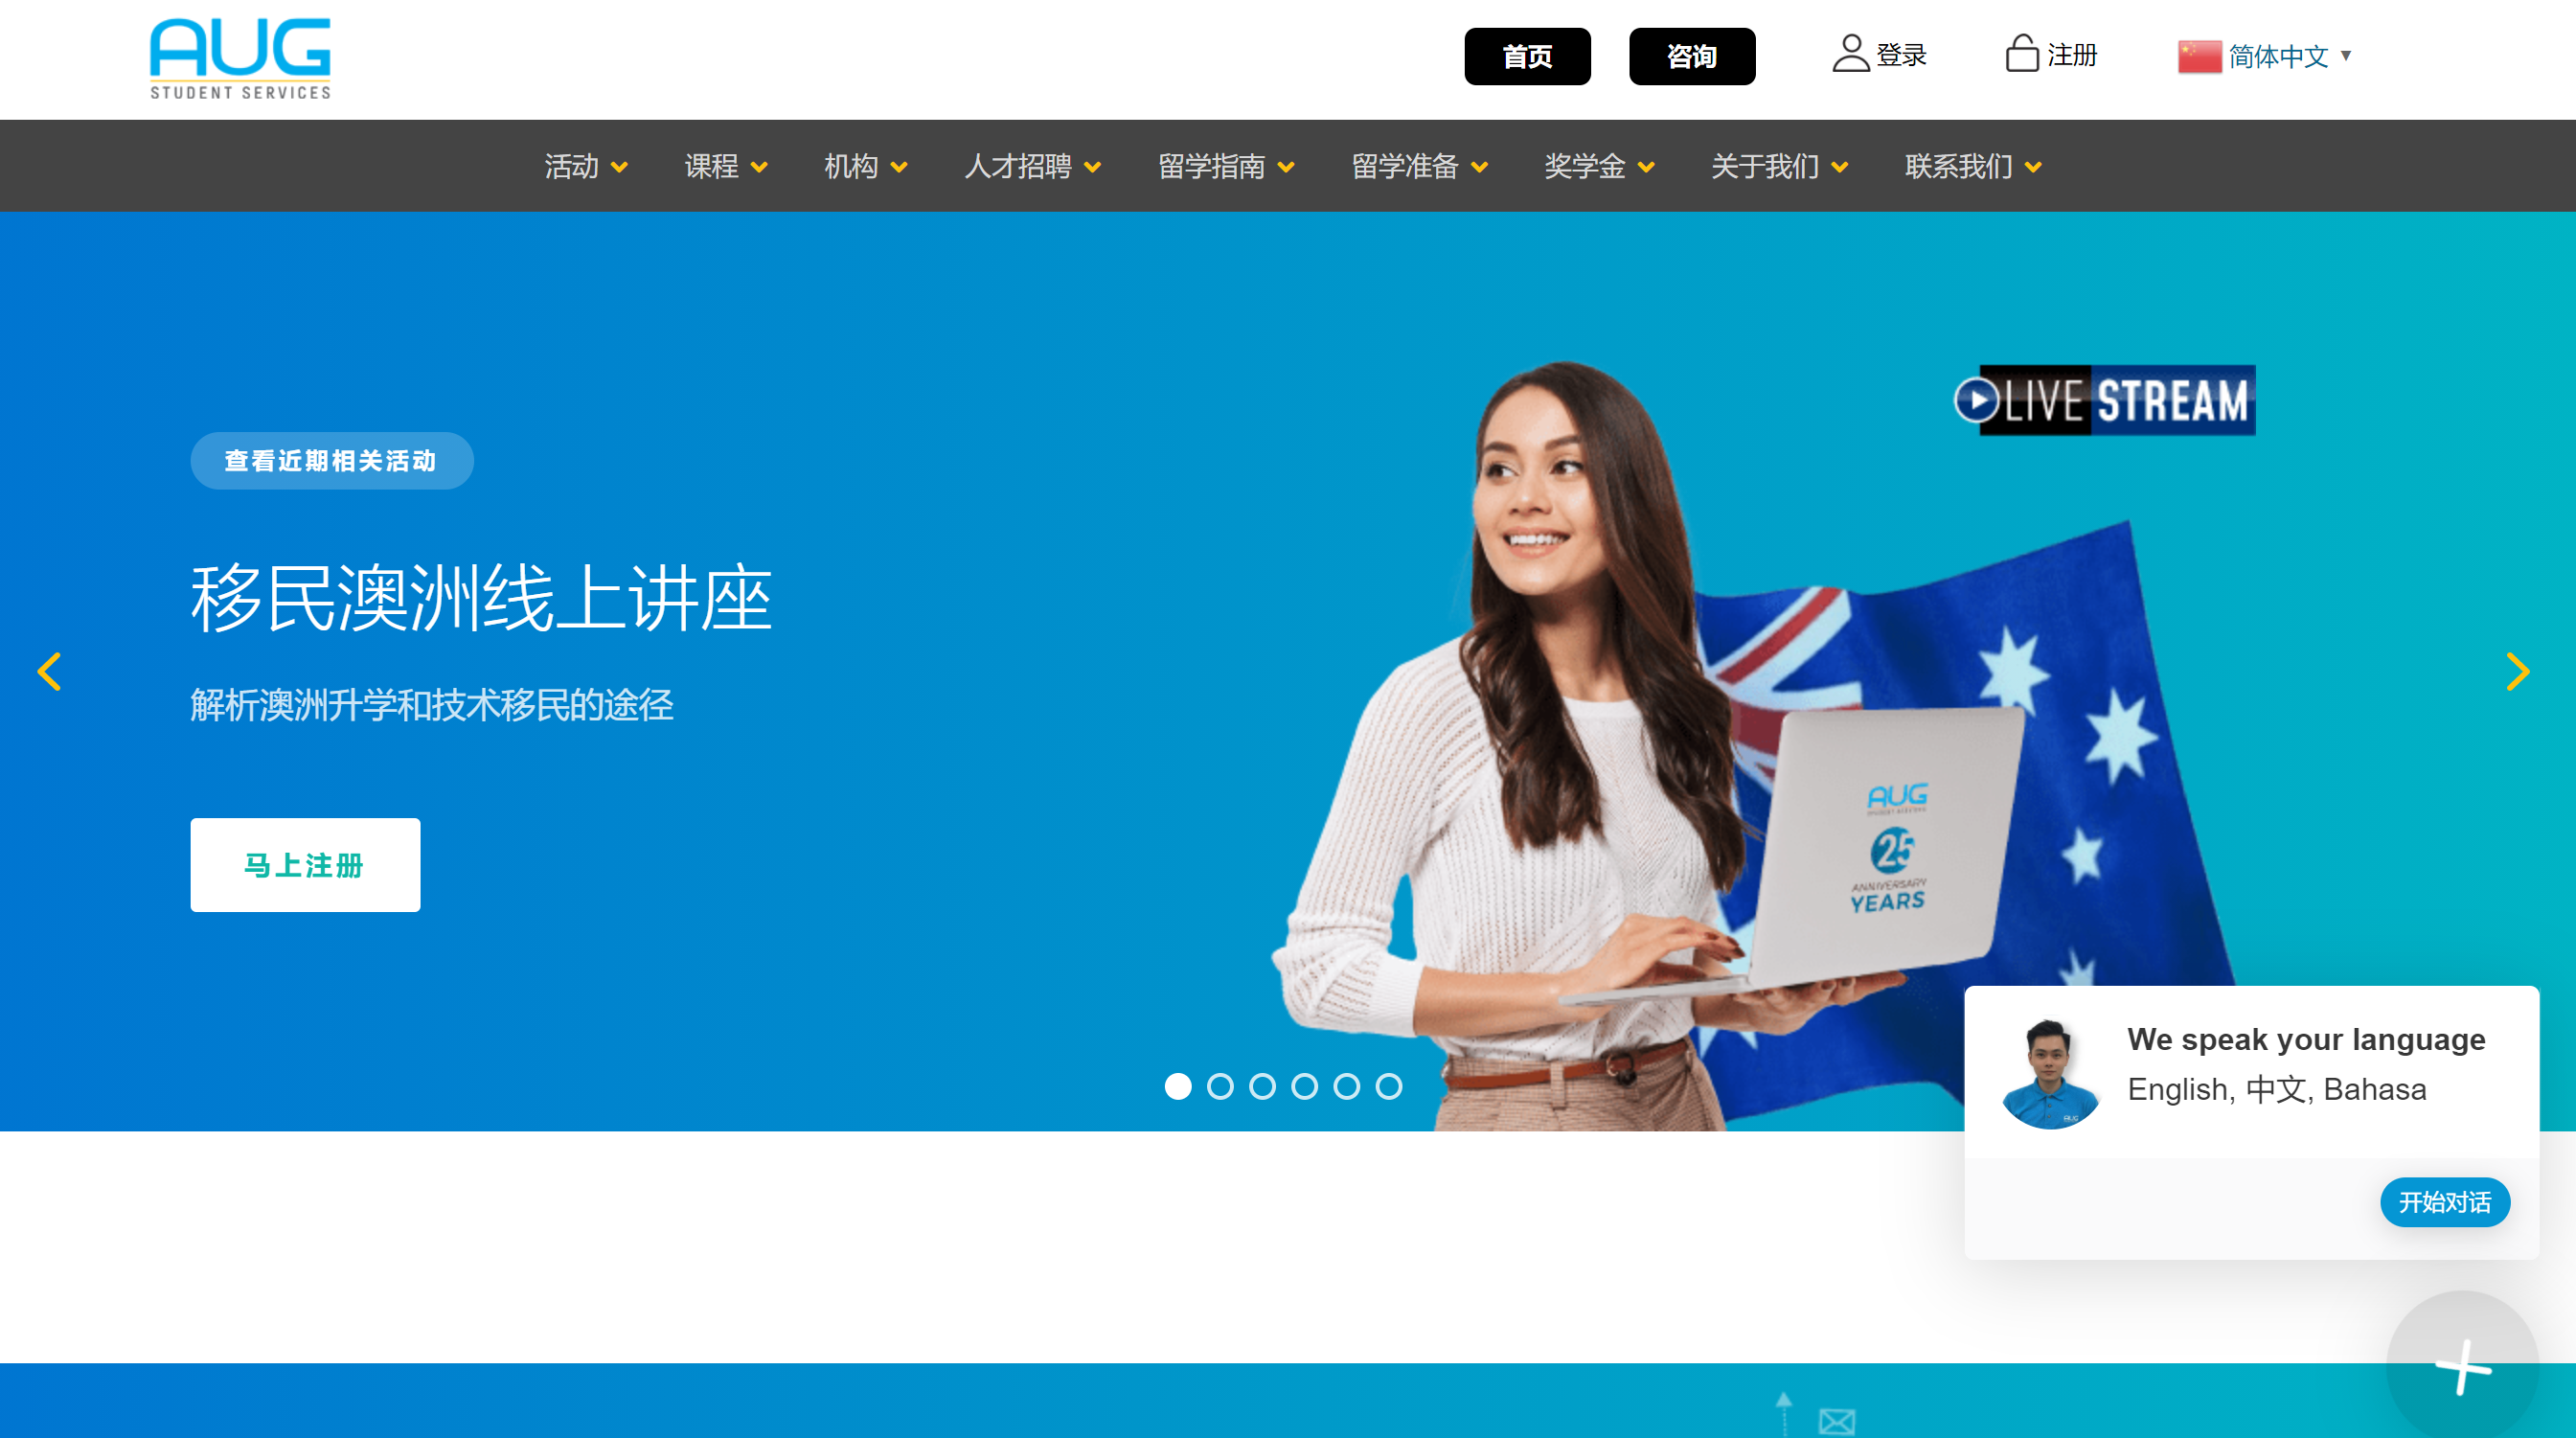 AUG
STUDENT SERVICES
首页
咨询
登录
注册
简体中文
活动
课程
机构
人才招聘
留学指南
留学准备
奖学金
关于我们
联系我们
LIVE STREAM
查看近期相关活动
移民澳洲线上讲座
解析澳洲升学和技术移民的途径
马上注册
AUG
STUDENT SERVICES
25
ANNIVERSARY
YEARS
We speak your language
English, 中文, Bahasa
AUG
开始对话